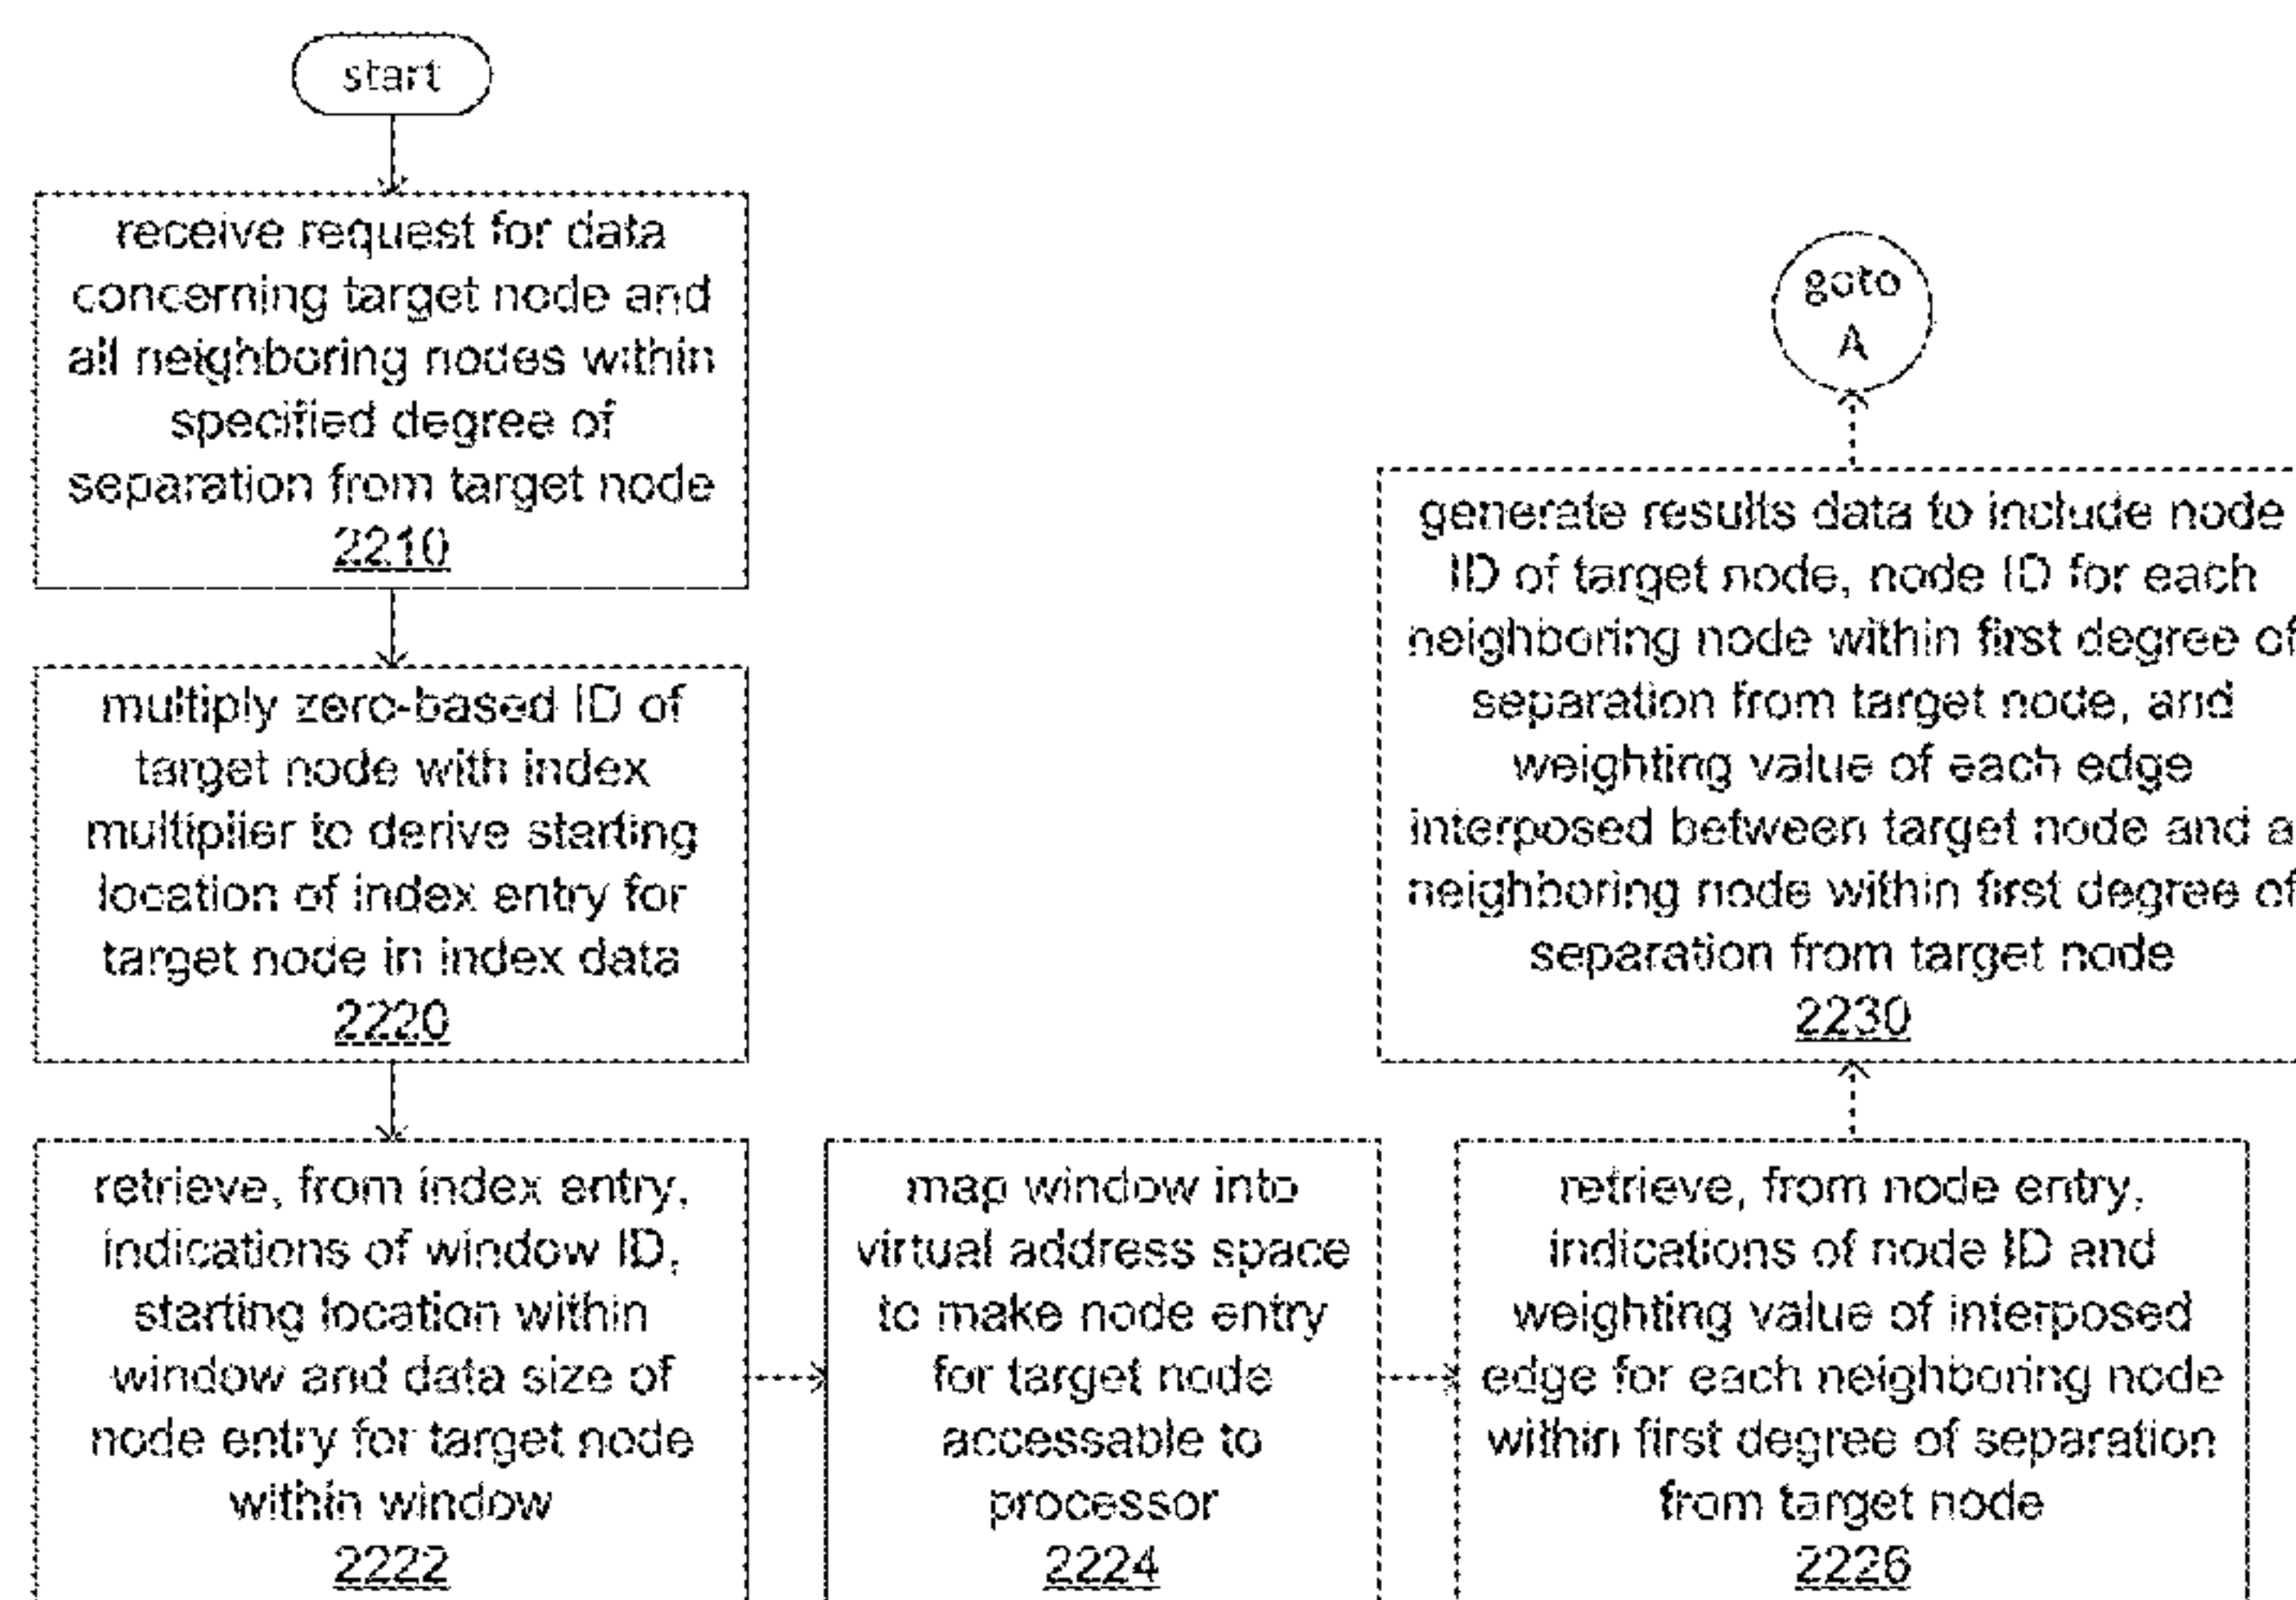 start
receive request for data
concerning target node and
all neighboring nodes within
specified degree of
separation from target node
2210
multiply zero-based ID of
target node with index
multiplier to derive starting
location of index entry for
target node in index data
2220
retrieve, from index entry,
indications of window ID,
starting location within
window and data size of
node entry for target node
within window
2222
map window into
virtual address space
to make node entry
for target node
accessable to
processor
2224
retrieve, from node entry,
indications of node ID and
weighting value of interposed
edge for each neighboring node
within first degree of separation
from target node
2226
generate results data to include node
ID of target node, node ID for each
neighboring node within first degree of
separation from target node, and
weighting value of each edge
interposed between target node and a
neighboring node within first degree of
separation from target node
2230
goto
A